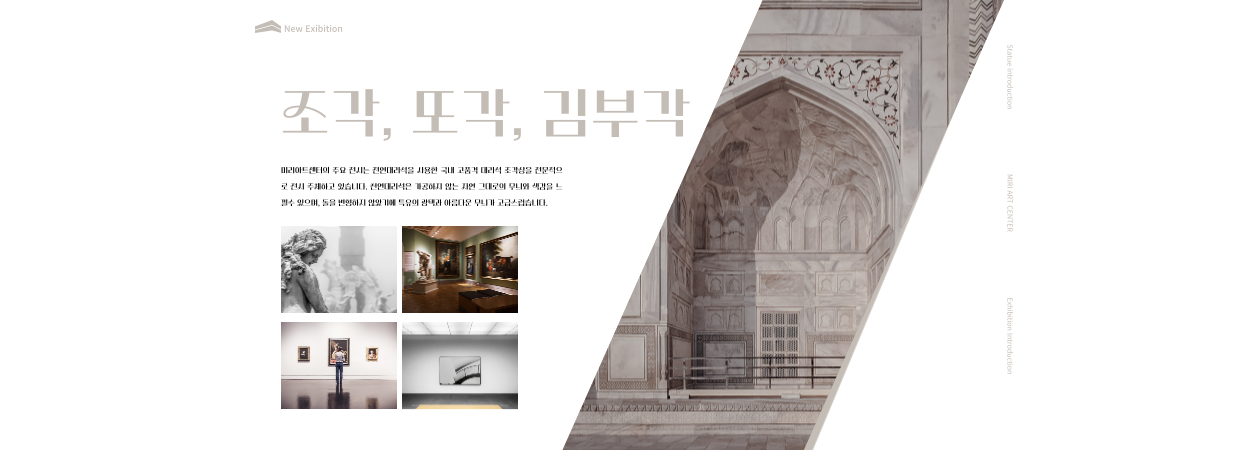 New Exibition
조각, 또각, 김부각
미리아트센터의 주요 전시는 천연대리석을 사용한 국내 고품격 대리석 조각상을 전문적으
로 전시 주체하고 있습니다. 천연대리석은 가공하지 않는 자연 그대로의 무늬와 색감을 느
낄수 있으며, 돌을 변형하지 않았기에 특유의 광택과 아름다운 무늬가 고급스럽습니다.
Statue introduction
MIRI ART CENTER
Exhibition introduction